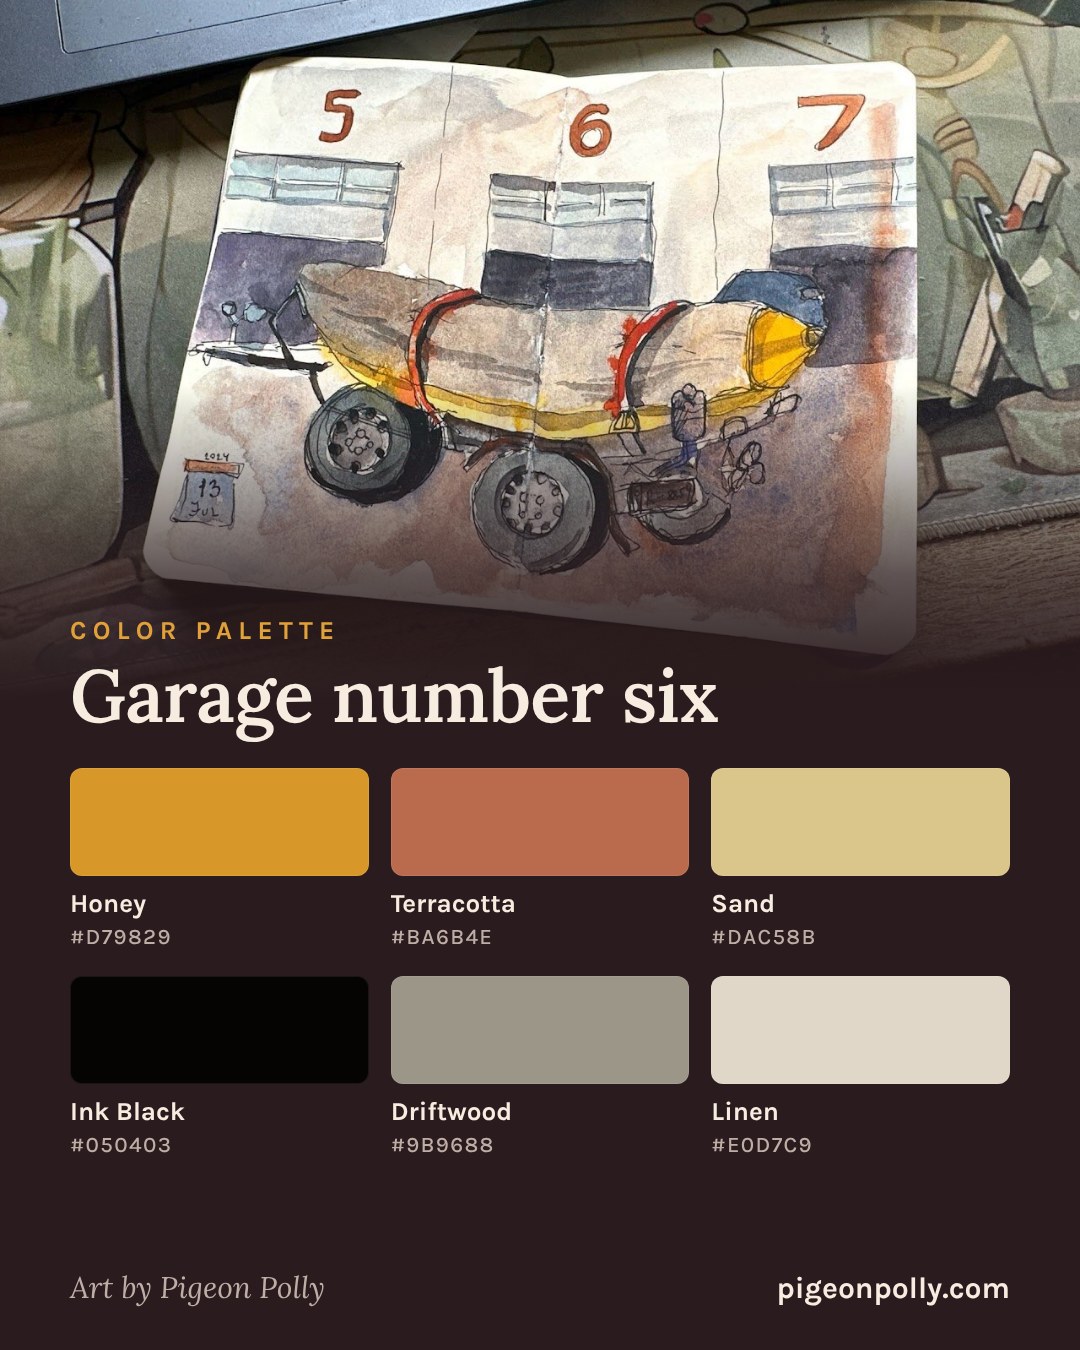 5 6 7
2024
13
JUL
COLOR PALETTE
Garage number six
Honey
#D79829
Terracotta
#BA6B4E
Sand
#DAC58B
Ink Black
#050403
Driftwood
#9B9688
Linen
#E0D7C9
Art by Pigeon Polly
pigeonpolly.com